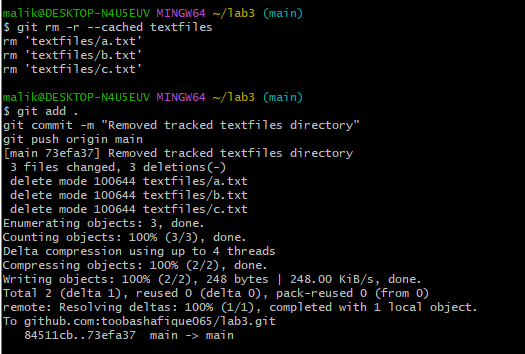 malik@DESKTOP-N4U5EUV MINGW64 ~/lab3 (main)
$ git rm -r --cached textfiles
rm 'textfiles/a.txt'
rm 'textfiles/b.txt'
rm 'textfiles/c.txt'
malik@DESKTOP-N4U5EUV MINGW64 ~/lab3 (main)
$ git add .
git commit -m "Removed tracked textfiles directory"
git push origin main
[main 73efa37] Removed tracked textfiles directory
 3 files changed, 3 deletions(-)
 delete mode 100644 textfiles/a.txt
 delete mode 100644 textfiles/b.txt
 delete mode 100644 textfiles/c.txt
Enumerating objects: 3, done.
Counting objects: 100% (3/3), done.
Delta compression using up to 4 threads
Compressing objects: 100% (2/2), done.
Writing objects: 100% (2/2), 248 bytes | 248.00 KiB/s, done.
Total 2 (delta 1), reused 0 (delta 0), pack-reused 0 (from 0)
remote: Resolving deltas: 100% (1/1), completed with 1 local object.
To github.com:toobashafique065/lab3.git
   84511cb..73efa37  main -> main